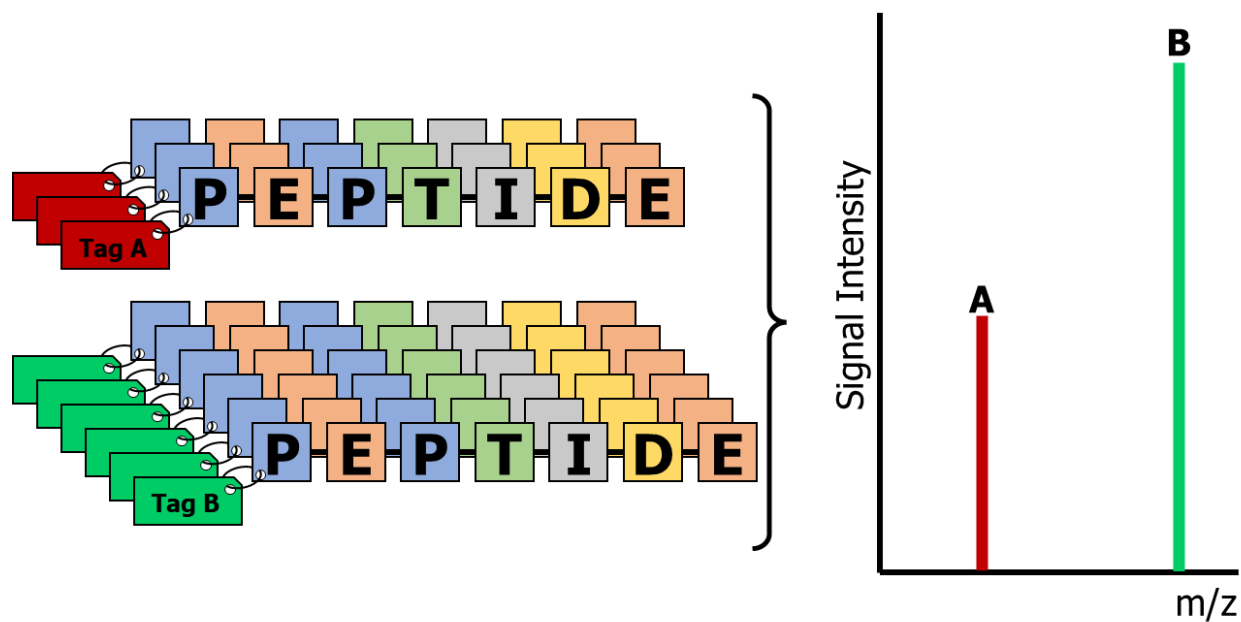 PEPTIDE
Tag A
PEPTIDE
Tag B
Signal Intensity
A
B
m/z